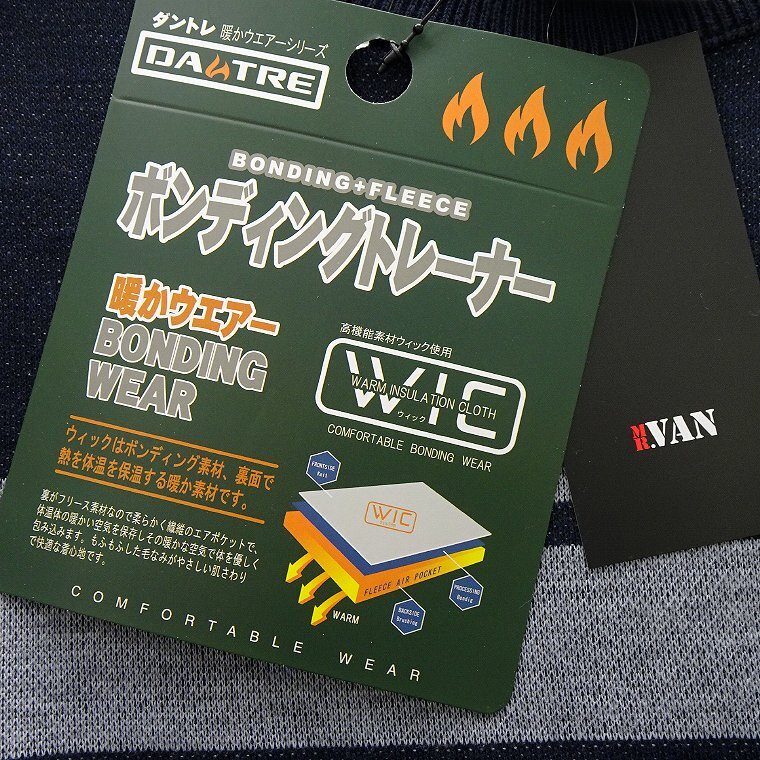 ダントレ 暖かウエアーシリーズ
DANTRE
BONDING+FLEECE
ボンディングトレーナー
暖かウエアー
BONDING
WEAR
高機能素材ウィック使用
WIC
WARM INSULATION CLOTH
ウィック
COMFORTABLE BONDING WEAR
ウィックはボンディング素材、裏面で
熱を体温を保温する暖か素材です。
裏がフリース素材なので柔らかく繊維のエアポケットで、
体温体の暖かい空気を保存しその暖かな空気で体を優しく
包み込みます。もふもふした毛なみがやさしい肌さわり
で快適な着心地です。
FRONTSIDE
Knit
WIC
FLEECE AIR POCKET
PROCESSING
Bondig
BACKSIDE
Brushing
WARM
COMFORTABLE WEAR
MR.VAN